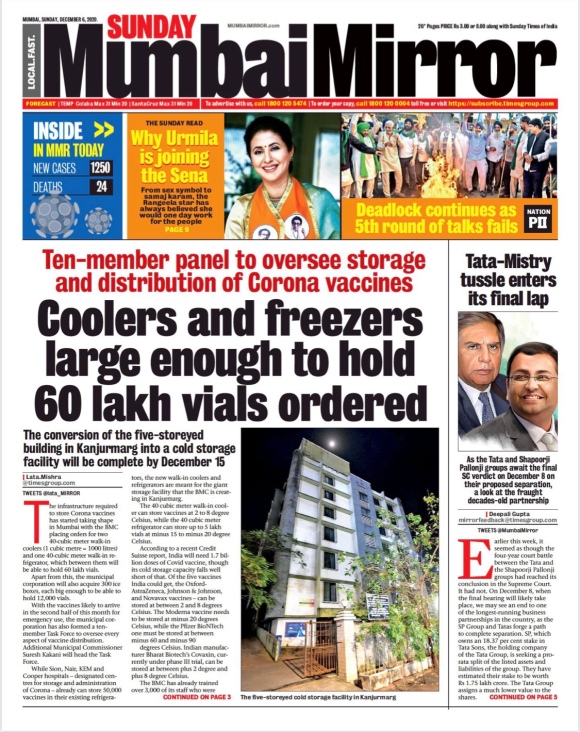 MUMBAI, SUNDAY, DECEMBER 6, 2020
MUMBAIMIRROR.com
20* Pages PRICE Rs 3.00 or 8.00 along with Sunday Times of India
LOCAL.FAST.
SUNDAY
Mumbai Mirror
FORECAST | TEMP Colaba Max 31 Min 20 | SantaCruz Max 31 Min 20
To advertise with us, call 1800 120 5474 | To order your copy, call 1800 120 0004 toll free or visit https://subscribe.timesgroup.com
INSIDE >>
IN MMR TODAY
NEW CASES 1250
DEATHS 24
THE SUNDAY READ
Why Urmila
is joining
the Sena
From sex symbol to
samaj karam, the
Rangeela star has
always believed she
would one day work
for the people
PAGE 9
Deadlock continues as
5th round of talks fails
NATION
P11
Ten-member panel to oversee storage
and distribution of Corona vaccines
Coolers and freezers
large enough to hold
60 lakh vials ordered
The conversion of the five-storeyed
building in Kanjurmarg into a cold storage
facility will be complete by December 15
Lata.Mishra
@timesgroup.com
TWEETS @lata_MIRROR
The infrastructure required
to store Corona vaccines
has started taking shape
in Mumbai with the BMC
placing orders for two
40-cubic meter walk-in
coolers (1 cubic metre = 1000 litres)
and one 40-cubic meter walk-in re-
frigerator, which between them will
be able to hold 60 lakh vials.
Apart from this, the municipal
corporation will also acquire 300 ice
boxes, each big enough to be able to
hold 12,000 vials.
With the vaccines likely to arrive
in the second half of this month for
emergency use, the municipal cor-
poration has also formed a ten-
member Task Force to oversee every
aspect of vaccine distribution.
Additional Municipal Commissioner
Suresh Kakani will head the Task
Force.
While Sion, Nair, KEM and
Cooper hospitals – designated cen-
tres for storage and administration
of Corona – already can store 50,000
vaccines in their existing refrigera-
tors, the new walk-in coolers and
refrigerators are meant for the giant
storage facility that the BMC is creat-
ing in Kanjurmarg.
The 40 cubic meter walk-in cool-
er can store vaccines at 2 to 8 degree
Celsius, while the 40 cubic meter
refrigerator can store up to 5 lakh
vials at minus 15 to minus 20 degree
Celsius.
According to a recent Credit
Suisse report, India will need 1.7 bil-
lion doses of Covid vaccine, though
its cold storage capacity falls well
short of that. Of the five vaccines
India could get, the Oxford-
AstraZeneca, Johnson & Johnson,
and Novavax vaccines – can be
stored at between 2 and 8 degrees
Celsius. The Moderna vaccine needs
to be stored at minus 20 degrees
Celsius, while the Pfizer BioNTech
one must be stored at between
minus 60 and minus 90
degrees Celsius. Indian manufac-
turer Bharat Biotech's Covaxin, cur-
rently under phase III trial, can be
stored at between plus 2 degree and
plus 8 degree Celsius.
The BMC has already trained
over 3,000 of its staff who were
CONTINUED ON PAGE 3
The five-storeyed cold storage facility in Kanjurmarg
Tata-Mistry
tussle enters
its final lap
As the Tata and Shapoorji
Pallonji groups await the final
SC verdict on December 8 on
their proposed separation,
a look at the fraught
decades-old partnership
Deepali Gupta
mirrorfeedback@timesgroup.com
TWEETS @MumbaiMirror
Earlier this week, it
seemed as though the
four-year court battle
between the Tata and
the Shapoorji Pallonji
groups had reached its
conclusion in the Supreme Court.
It had not. On December 8, when
the final hearing will likely take
place, we may see an end to one
of the longest-running business
partnerships in the country, as the
SP Group and Tatas forge a path
to complete separation. SP, which
owns an 18.37 per cent stake in
Tata Sons, the holding company
of the Tata Group, is seeking a pro-
rata split of the listed assets and
liabilities of the group. They have
estimated their stake to be worth
Rs 1.75 lakh crore. The Tata Group
assigns a much lower value to the
shares. CONTINUED ON PAGE 5